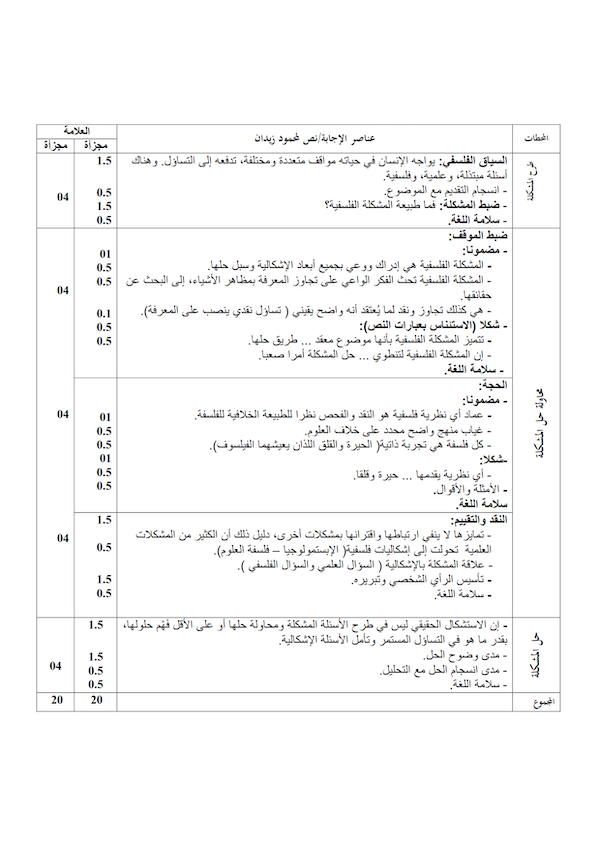 المحطات
عناصر الإجابة/نص محمود زيدان
العلامة
مجزأة مجزأة
طرح المشكلة
السياق الفلسفي: يواجه الإنسان في حياته مواقف متعددة ومختلفة، تدفعه إلى التساؤل. وهناك
أسئلة مبتذلة، وعلمية، وفلسفية.
- انسجام التقديم مع الموضوع.
- ضبط المشكلة: فما طبيعة المشكلة الفلسفية؟
- سلامة اللغة.
1.5
0.5
1.5
0.5
04
محاولة حل المشكلة
ضبط الموقف:
- مضمونا:
- المشكلة الفلسفية هي إدراك ووعي بجميع أبعاد الإشكالية وسبل حلها.
- المشكلة الفلسفية تحث الفكر الواعي على تجاوز المعرفة بمظاهر الأشياء، إلى البحث عن
حقائقها.
- هي كذلك تجاوز ونقد لما يُعتقد أنه واضح يقيني ( تساؤل نقدي ينصب على المعرفة).
- شكلا (الاستئناس بعبارات النص):
- تتميز المشكلة الفلسفية بأنها موضوع معقد ... طريق حلها.
- إن المشكلة الفلسفية لتنطوي ... حل المشكلة أمرا صعبا.
- سلامة اللغة.
01
0.5
0.5
0.1
0.5
0.5
04
الحجة:
- مضمونا:
- عماد أي نظرية فلسفية هو النقد والفحص نظرا للطبيعة الخلافية للفلسفة.
- غياب منهج واضح محدد على خلاف العلوم.
- كل فلسفة هي تجربة ذاتية( الحيرة والقلق اللذان يعيشهما الفيلسوف).
-شكلا:
- أي نظرية يقدمها ... حيرة وقلقا.
- الأمثلة والأقوال.
سلامة اللغة.
01
0.5
0.5
01
0.5
0.5
04
النقد والتقييم:
- تمايزها لا ينفي ارتباطها واقترانها بمشكلات أخرى، دليل ذلك أن الكثير من المشكلات
العلمية تحولت إلى إشكاليات فلسفية( الإبستمولوجيا – فلسفة العلوم).
- علاقة المشكلة بالإشكالية ( السؤال العلمي والسؤال الفلسفي ).
- تأسيس الرأي الشخصي وتبريره.
- سلامة اللغة.
1.5
0.5
1.5
0.5
04
حل المشكلة
- إن الاستشكال الحقيقي ليس في طرح الأسئلة المشكلة ومحاولة حلها أو على الأقل فَهْم حلولها،
بقدر ما هو في التساؤل المستمر وتأمل الأسئلة الإشكالية.
- مدى وضوح الحل.
- مدى انسجام الحل مع التحليل.
- سلامة اللغة.
1.5
1.5
0.5
0.5
04
المجموع
20 20